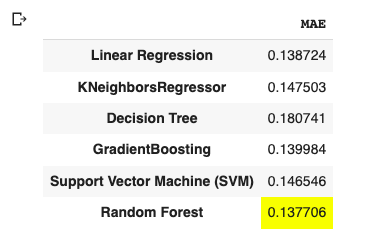 MAE
Linear Regression 0.138724
KNeighborsRegressor 0.147503
Decision Tree 0.180741
GradientBoosting 0.139984
Support Vector Machine (SVM) 0.146546
Random Forest 0.137706